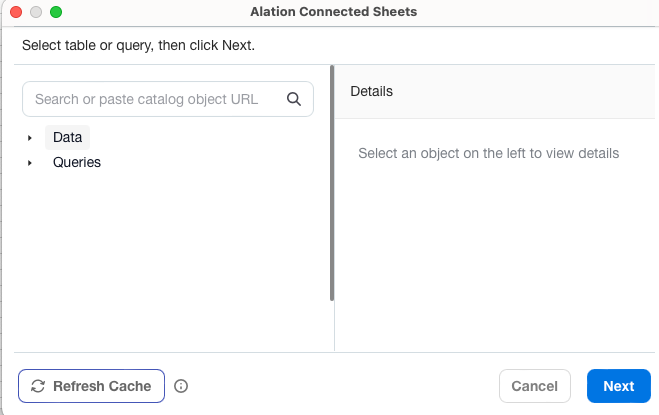 Alation Connected Sheets
Select table or query, then click Next.
Search or paste catalog object URL
Data
Queries
Details
Select an object on the left to view details
Refresh Cache
Cancel
Next